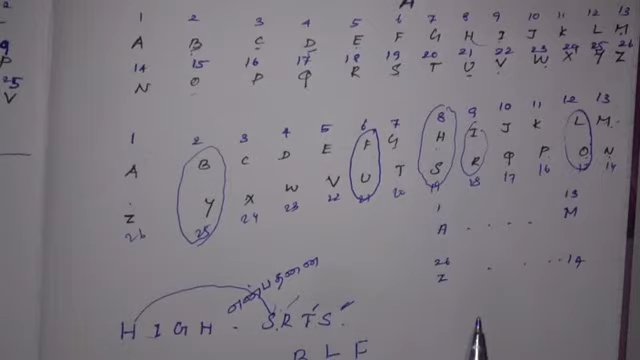 1 2 3 4 5 6 7 8 9 10 11 12 13
A B C D E F G H I J K L M
14 15 16 17 18 19 20 21 22 23 24 25 26
N O P Q R S T U V W X Y Z
1 2 3 4 5 6 7 8 9 10 11 12 13
A B C D E F G H I J K L M
Z Y X W V U T S R Q P O N
26 25 24 23 22 21 20 19 18 17 16 15 14
1 13
A . . . . M
26 14
Z
HIGH - SRTS
BLF